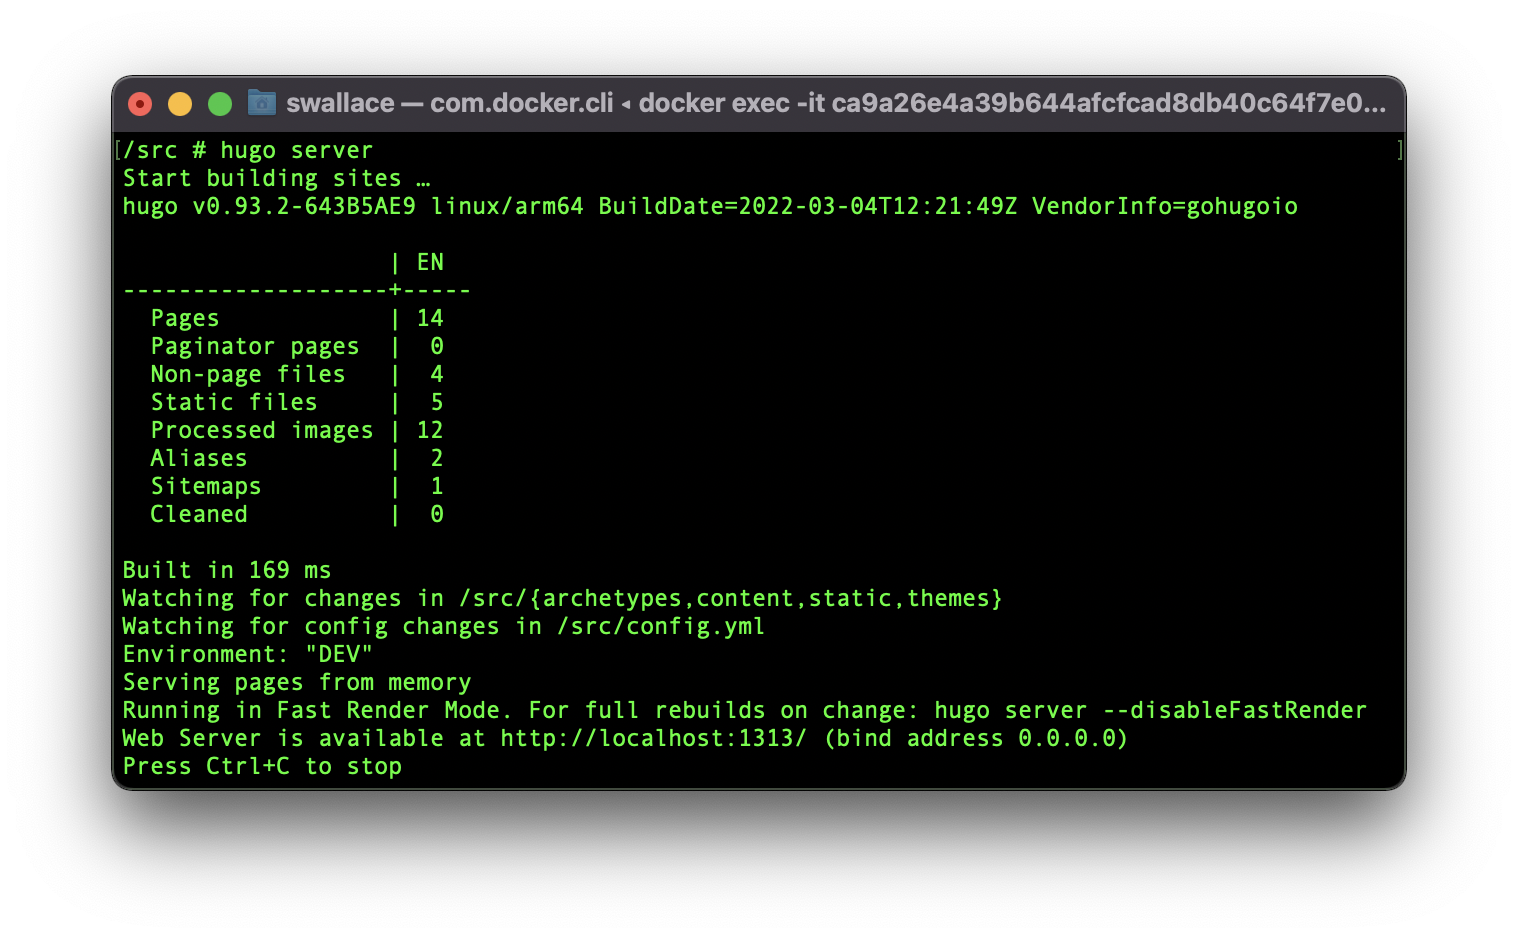 swallace — com.docker.cli ◂ docker exec -it ca9a26e4a39b644afcfcad8db40c64f7e0...
[/src # hugo server ]
Start building sites …
hugo v0.93.2-643B5AE9 linux/arm64 BuildDate=2022-03-04T12:21:49Z VendorInfo=gohugoio
                   | EN
-------------------+-----
  Pages            | 14
  Paginator pages  |  0
  Non-page files   |  4
  Static files     |  5
  Processed images | 12
  Aliases          |  2
  Sitemaps         |  1
  Cleaned          |  0
Built in 169 ms
Watching for changes in /src/{archetypes,content,static,themes}
Watching for config changes in /src/config.yml
Environment: "DEV"
Serving pages from memory
Running in Fast Render Mode. For full rebuilds on change: hugo server --disableFastRender
Web Server is available at http://localhost:1313/ (bind address 0.0.0.0)
Press Ctrl+C to stop